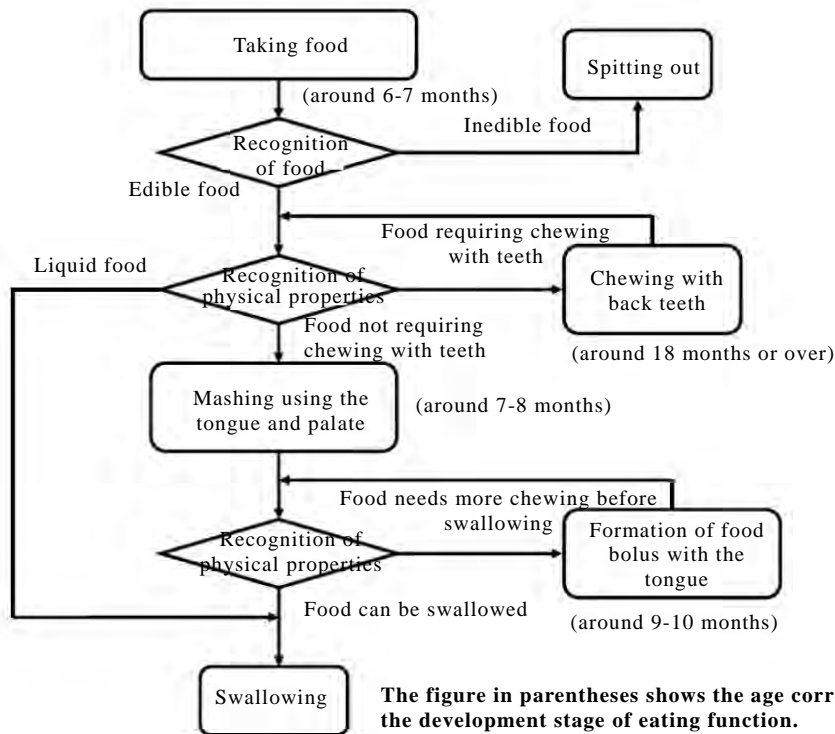 Taking food
Spitting out
(around 6-7 months)
Inedible food
Recognition
of food
Edible food
Food requiring chewing
with teeth
Liquid food
Recognition of
physical properties
Chewing with
back teeth
Food not requiring
chewing with teeth
(around 18 months or over)
Mashing using the
tongue and palate
(around 7-8 months)
Food needs more chewing before
swallowing
Recognition of
physical properties
Formation of food
bolus with the
tongue
Food can be swallowed
(around 9-10 months)
Swallowing
The figure in parentheses shows the age corr
the development stage of eating function.